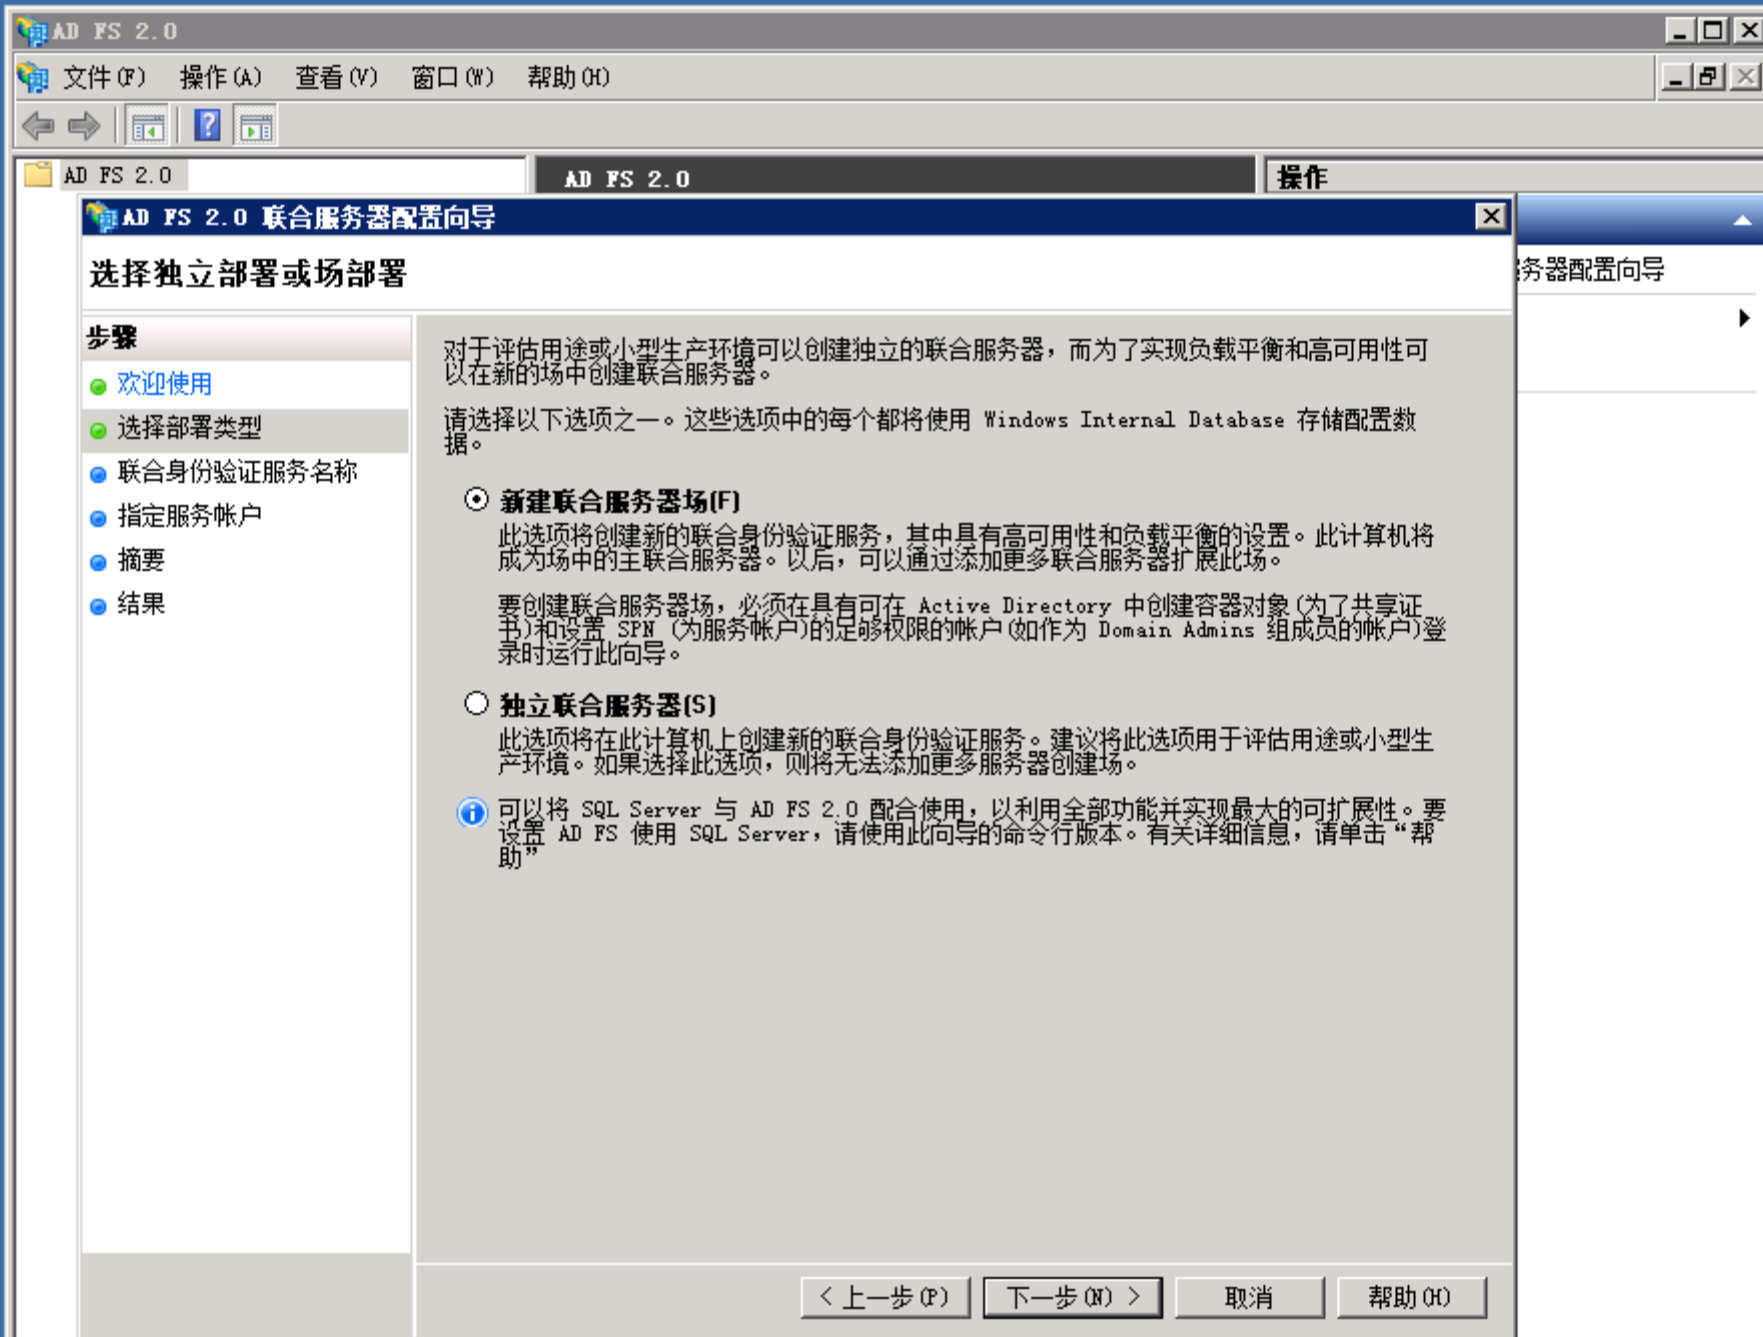 AD FS 2.0
文件(F) 操作(A) 查看(V) 窗口(W) 帮助(H)
AD FS 2.0
AD FS 2.0
操作
务器配置向导
AD FS 2.0 联合服务器配置向导
选择独立部署或场部署
步骤
欢迎使用
选择部署类型
联合身份验证服务名称
指定服务帐户
摘要
结果
对于评估用途或小型生产环境可以创建独立的联合服务器，而为了实现负载平衡和高可用性可
以在新的场中创建联合服务器。
请选择以下选项之一。这些选项中的每个都将使用 Windows Internal Database 存储配置数
据。
新建联合服务器场(F)
此选项将创建新的联合身份验证服务，其中具有高可用性和负载平衡的设置。此计算机将
成为场中的主联合服务器。以后，可以通过添加更多联合服务器扩展此场。
要创建联合服务器场，必须在具有可在 Active Directory 中创建容器对象(为了共享证
书)和设置 SPN (为服务帐户)的足够权限的帐户(如作为 Domain Admins 组成员的帐户)登
录时运行此向导。
独立联合服务器(S)
此选项将在此计算机上创建新的联合身份验证服务。建议将此选项用于评估用途或小型生
产环境。如果选择此选项，则将无法添加更多服务器创建场。
可以将 SQL Server 与 AD FS 2.0 配合使用，以利用全部功能并实现最大的可扩展性。要
设置 AD FS 使用 SQL Server，请使用此向导的命令行版本。有关详细信息，请单击“帮
助”
< 上一步(P) 下一步(N) > 取消 帮助(H)